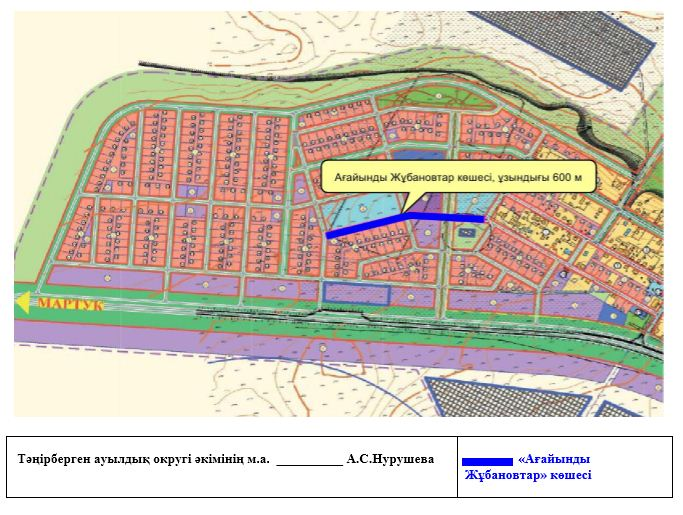 Ағайынды Жұбановтар көшесі, ұзындығы 600 м
МАРТУК
Тәңірберген ауылдық округі әкімінің м.а. __________ А.С.Нурушева
«Ағайынды
Жұбановтар» көшесі